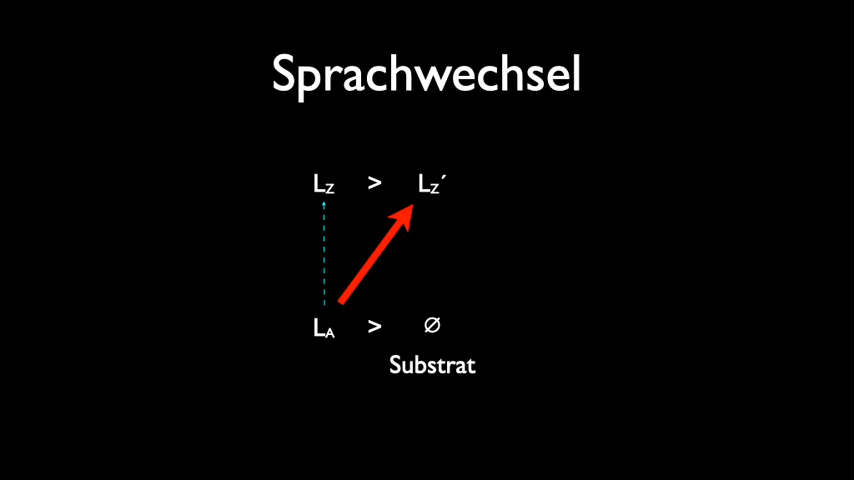 Sprachwechsel
LZ > LZ´
LA > ∅
Substrat